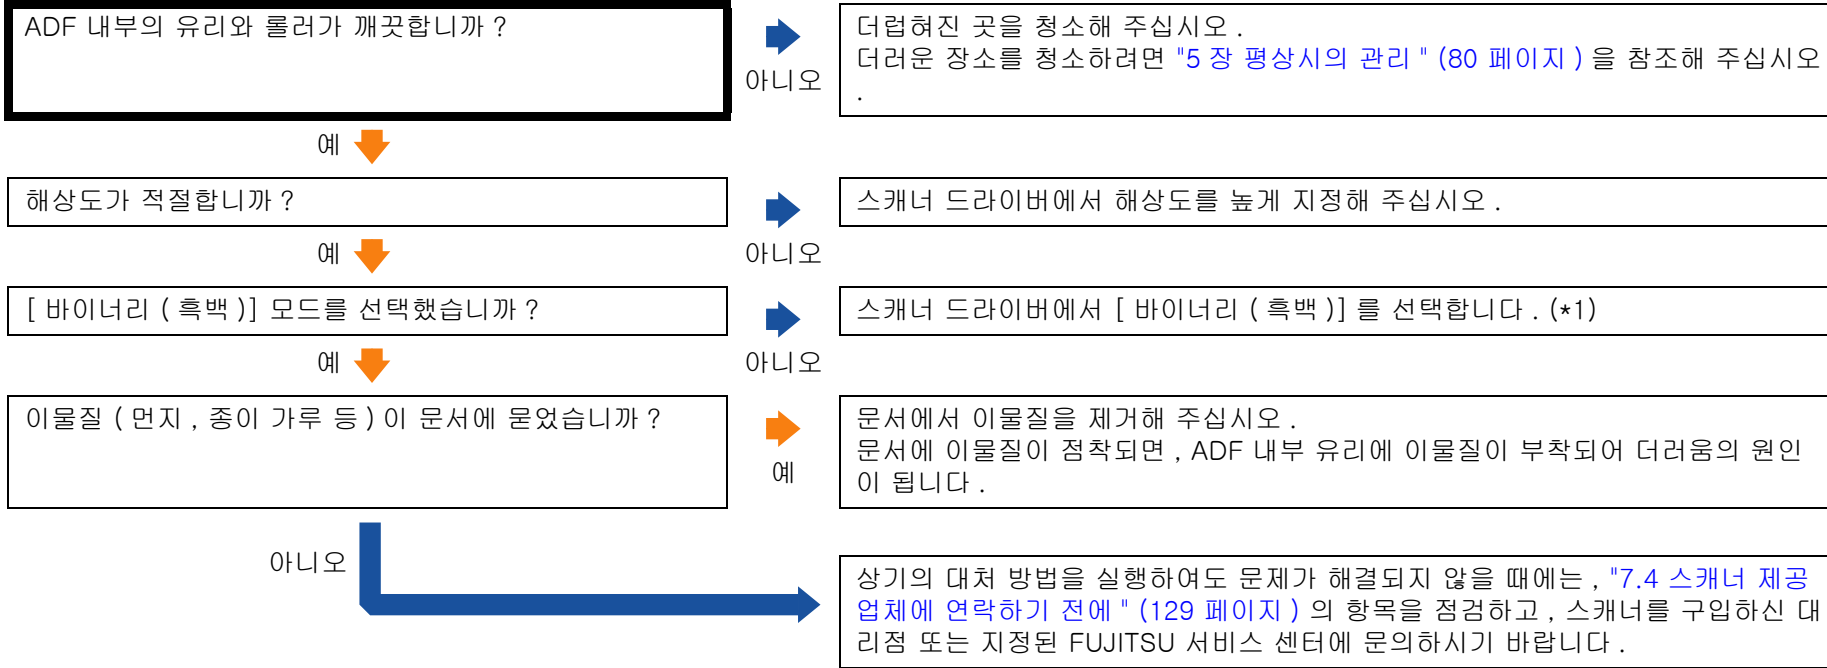 ADF 내부의 유리와 롤러가 깨끗합니까 ?
아니오
더럽혀진 곳을 청소해 주십시오 .
더러운 장소를 청소하려면 "5 장 평상시의 관리 " (80 페이지 ) 을 참조해 주십시오
.
예
해상도가 적절합니까 ?
아니오
스캐너 드라이버에서 해상도를 높게 지정해 주십시오 .
예
[ 바이너리 ( 흑백 )] 모드를 선택했습니까 ?
아니오
스캐너 드라이버에서 [ 바이너리 ( 흑백 )] 를 선택합니다 . (*1)
예
이물질 ( 먼지 , 종이 가루 등 ) 이 문서에 묻었습니까 ?
예
문서에서 이물질을 제거해 주십시오 .
문서에 이물질이 점착되면 , ADF 내부 유리에 이물질이 부착되어 더러움의 원인
이 됩니다 .
아니오
상기의 대처 방법을 실행하여도 문제가 해결되지 않을 때에는 , "7.4 스캐너 제공
업체에 연락하기 전에 " (129 페이지 ) 의 항목을 점검하고 , 스캐너를 구입하신 대
리점 또는 지정된 FUJITSU 서비스 센터에 문의하시기 바랍니다 .